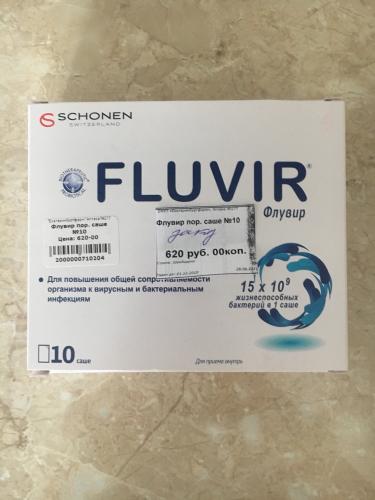 SCHONEN
SWITZERLAND
FLUVIR®
Флувир
Флувир пор. саше
№10
Цена: 620-00
2000000710204
Флувир пор. саше №10
620 руб. 00коп.
Для повышения общей сопротивляемости
организма к вирусным и бактериальным
инфекциям
15 x 10⁹
жизнеспособных
бактерий в 1 саше
10 саше
Для приема внутрь